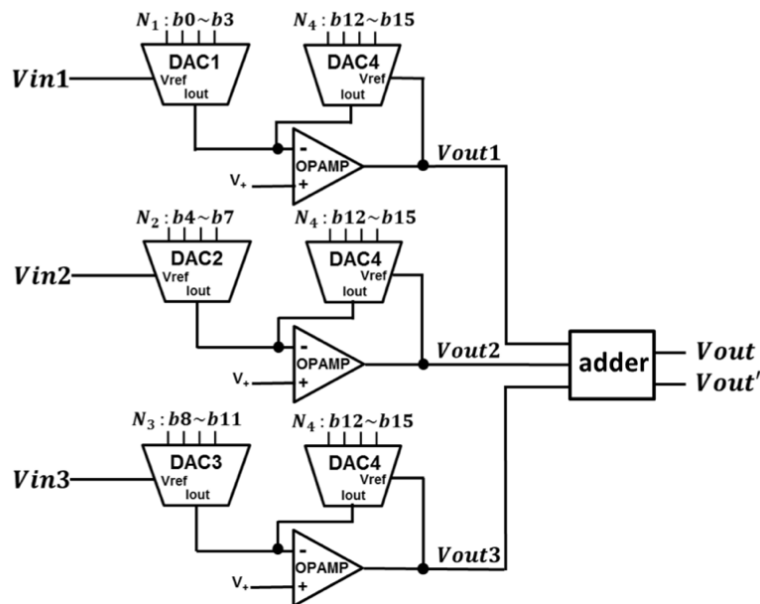 N₁ : b0~b3 N₄ : b12~b15
DAC1 DAC4
Vin1 Vref Vref
Iout Iout
- Vout1
OPAMP
V₊ +
N₂ : b4~b7 N₄ : b12~b15
DAC2 DAC4
Vin2 Vref Vref
Iout Iout
- Vout2
OPAMP
V₊ +
adder Vout
Vout'
N₃ : b8~b11 N₄ : b12~b15
DAC3 DAC4
Vin3 Vref Vref
Iout Iout
- Vout3
OPAMP
V₊ +